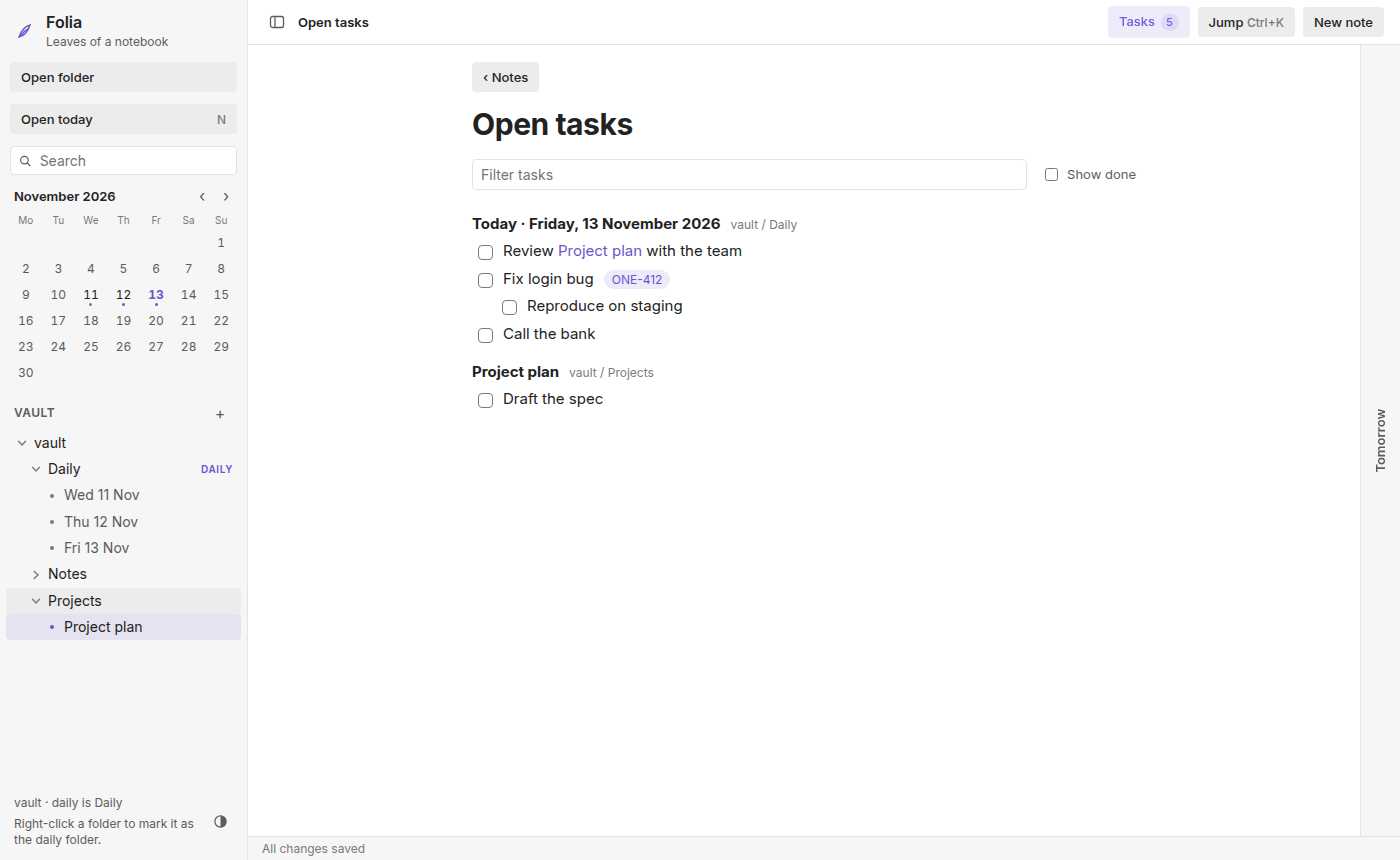 Folia
Leaves of a notebook
Open folder
Open today N
Search
November 2026 ‹ ›
Mo Tu We Th Fr Sa Su
1
2 3 4 5 6 7 8
9 10 11 12 13 14 15
16 17 18 19 20 21 22
23 24 25 26 27 28 29
30
VAULT +
vault
Daily DAILY
Wed 11 Nov
Thu 12 Nov
Fri 13 Nov
Notes
Projects
Project plan
vault · daily is Daily
Right-click a folder to mark it as
the daily folder.
Open tasks
Tasks 5
Jump Ctrl+K
New note
‹ Notes
Open tasks
Filter tasks
Show done
Today · Friday, 13 November 2026 vault / Daily
Review Project plan with the team
Fix login bug ONE-412
Reproduce on staging
Call the bank
Project plan vault / Projects
Draft the spec
Tomorrow
All changes saved